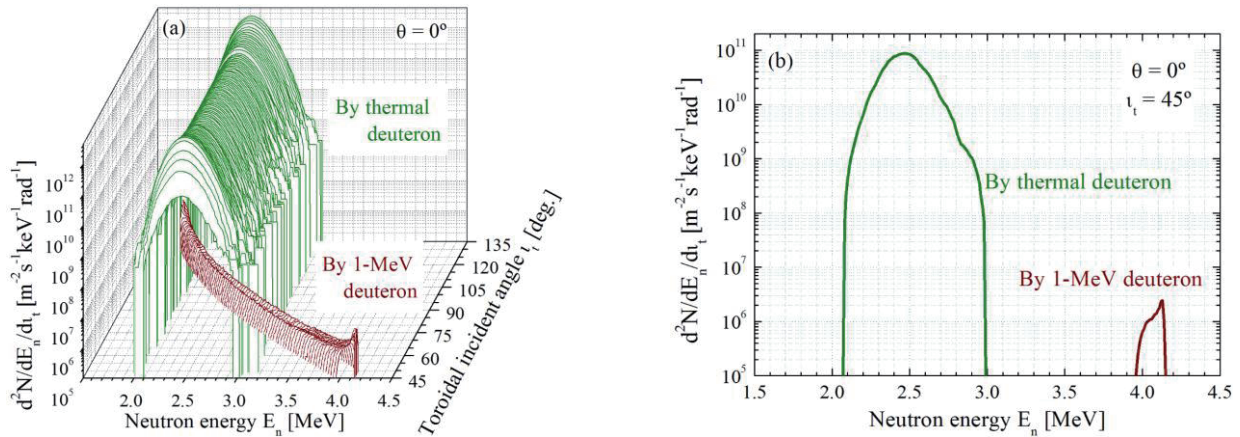 (a)
θ = 0º
By thermal
deuteron
By 1-MeV
deuteron
d²N/dEₙ/dιₜ [m⁻²s⁻¹keV⁻¹rad⁻¹]
10¹²
10¹¹
10¹⁰
10⁹
10⁸
10⁷
10⁶
10⁵
2.0 2.5 3.0 3.5 4.0 4.5
Neutron energy Eₙ [MeV]
135
120
105
90
75
60
45
Toroidal incident angle ιₜ [deg.]
(b)
θ = 0º
ιₜ = 45º
By thermal deuteron
By 1-MeV deuteron
d²N/dEₙ/dιₜ [m⁻²s⁻¹keV⁻¹rad⁻¹]
10¹¹
10¹⁰
10⁹
10⁸
10⁷
10⁶
10⁵
1.5 2.0 2.5 3.0 3.5 4.0 4.5
Neutron energy Eₙ [MeV]